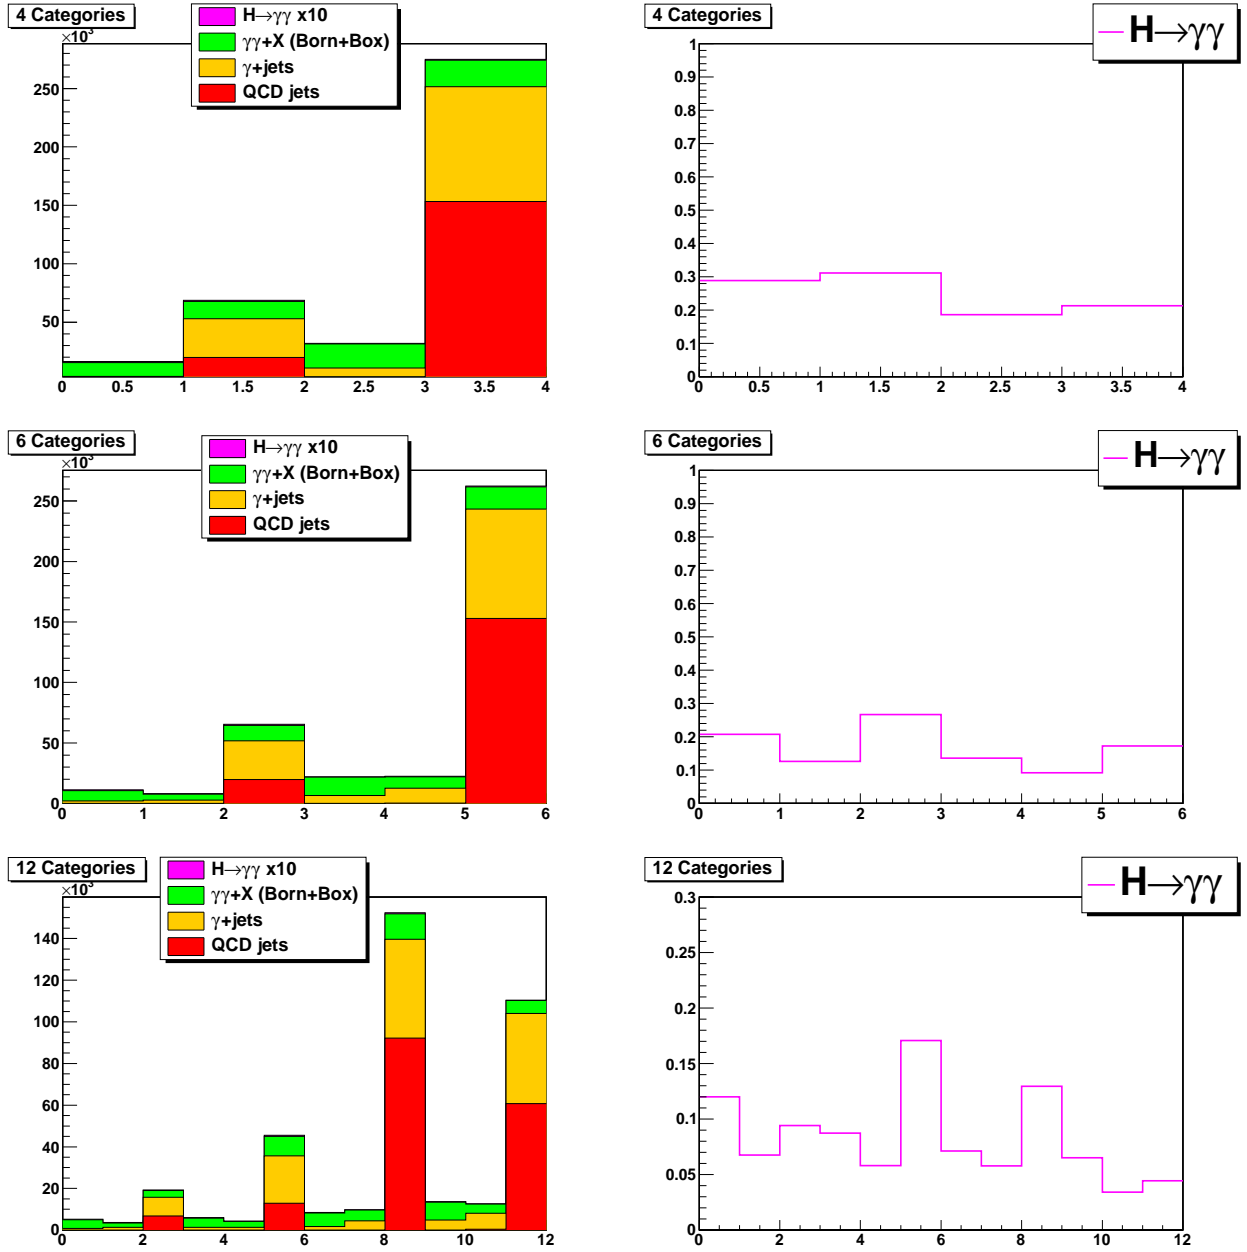 4 Categories
×10³
H→γγ x10
γγ+X (Born+Box)
γ+jets
QCD jets
250
200
150
100
50
0 0.5 1 1.5 2 2.5 3 3.5 4
4 Categories
H→γγ
1
0.9
0.8
0.7
0.6
0.5
0.4
0.3
0.2
0.1
0
0 0.5 1 1.5 2 2.5 3 3.5 4
6 Categories
×10³
H→γγ x10
γγ+X (Born+Box)
γ+jets
QCD jets
250
200
150
100
50
0
0 1 2 3 4 5 6
6 Categories
H→γγ
1
0.9
0.8
0.7
0.6
0.5
0.4
0.3
0.2
0.1
0
0 1 2 3 4 5 6
12 Categories
×10³
H→γγ x10
γγ+X (Born+Box)
γ+jets
QCD jets
140
120
100
80
60
40
20
0
0 2 4 6 8 10 12
12 Categories
H→γγ
0.3
0.25
0.2
0.15
0.1
0.05
0
0 2 4 6 8 10 12